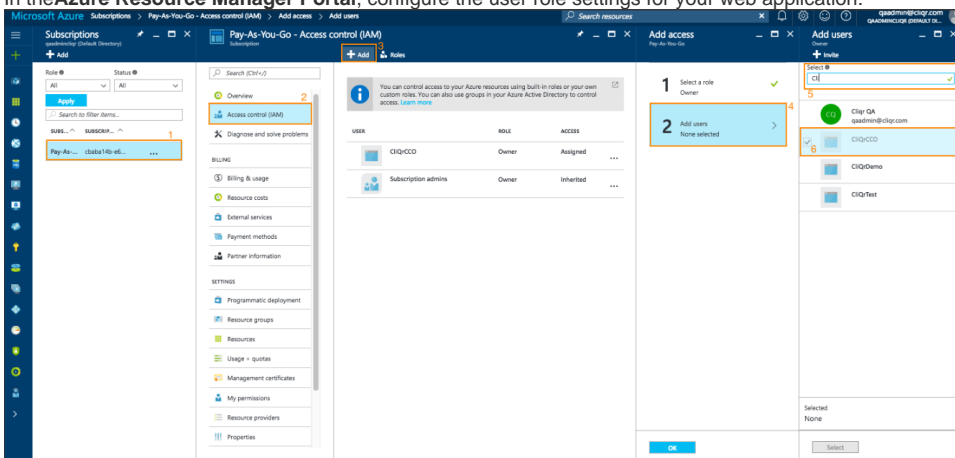 In the Azure Resource Manager Portal, configure the user role settings for your web application.
Microsoft Azure Subscriptions > Pay-As-You-Go - Access control (IAM) > Add access > Add users
Search resources
qaadmin@cliqr.com
QAADMINCLIQR (DEFAULT DI...
Subscriptions
qaadmincliqr (Default Directory)
+ Add
Role
Status
All
All
Apply
Search to filter items...
SUBS...
SUBSCRIP...
1
Pay-As-...
cbaba14b-e6...
...
Pay-As-You-Go - Access control (IAM)
Subscription
3
+ Add
Roles
Search (Ctrl+/)
Overview
2
Access control (IAM)
Diagnose and solve problems
BILLING
Billing & usage
Resource costs
External services
Payment methods
Partner information
SETTINGS
Programmatic deployment
Resource groups
Resources
Usage + quotas
Management certificates
My permissions
Resource providers
Properties
You can control access to your Azure resources using built-in roles or your own
custom roles. You can also use groups in your Azure Active Directory to control
access. Learn more
USER
ROLE
ACCESS
CliQrCCO
Owner
Assigned
...
Subscription admins
Owner
Inherited
...
Add access
Pay-As-You-Go
1
Select a role
Owner
4
2
Add users
None selected
OK
Add users
Owner
+ Invite
Select
Cli
5
CQ
Cliqr QA
qaadmin@cliqr.com
6
CliQrCCO
CliQrDemo
CliQrTest
Selected
None
Select